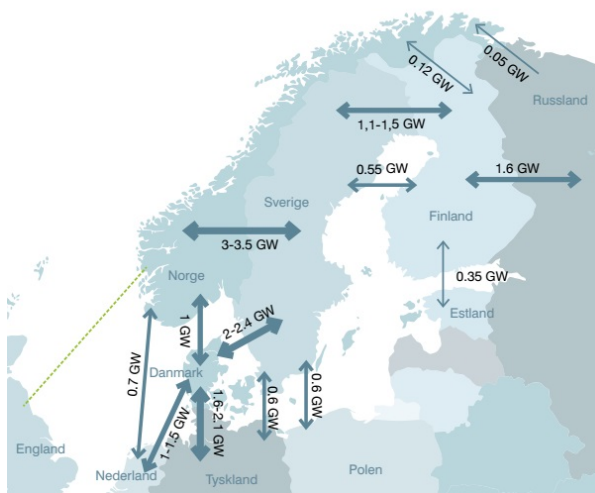 0.05 GW
0.12 GW
Russland
1,1-1,5 GW
0.55 GW
1.6 GW
Sverige
Finland
3-3.5 GW
Norge
0.35 GW
Estland
1 GW
2-2.4 GW
Danmark
0.7 GW
1-1.5 GW
1.6-2.1 GW
0.6 GW
0.6 GW
England
Nederland
Tyskland
Polen